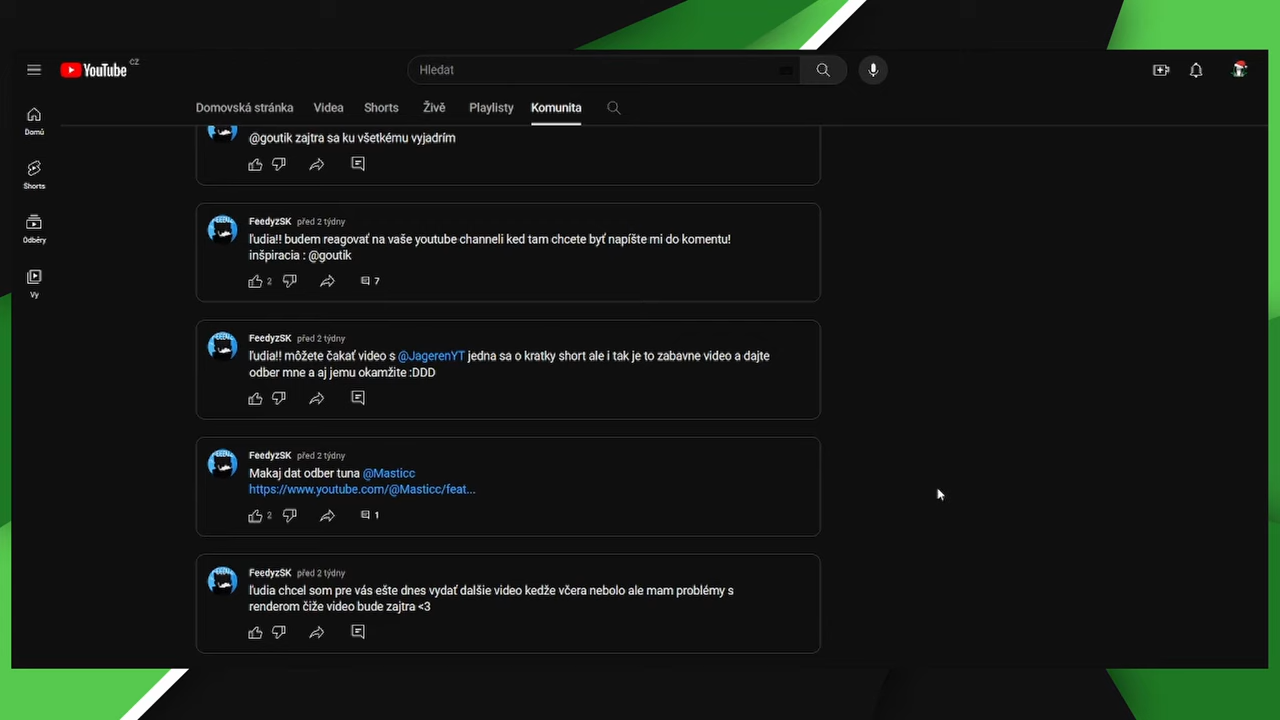 YouTube CZ
Hledat
Domovská stránka Videa Shorts Živě Playlisty Komunita
Domů
Shorts
Odběry
Vy
@goutik zajtra sa ku všetkému vyjadrím
FeedyzSK před 2 týdny
ľudia!! budem reagovať na vaše youtube channeli ked tam chcete byť napíšte mi do komentu!
inšpiracia : @goutik
2 7
FeedyzSK před 2 týdny
ľudia!! môžete čakať video s @JagerenYT jedna sa o kratky short ale i tak je to zabavne video a dajte
odber mne a aj jemu okamžite :DDD
FeedyzSK před 2 týdny
Makaj dat odber tuna @Masticc
https://www.youtube.com/@Masticc/feat...
2 1
FeedyzSK před 2 týdny
ľudia chcel som pre vás ešte dnes vydať dalšie video kedže včera nebolo ale mam problémy s
renderom čiže video bude zajtra <3